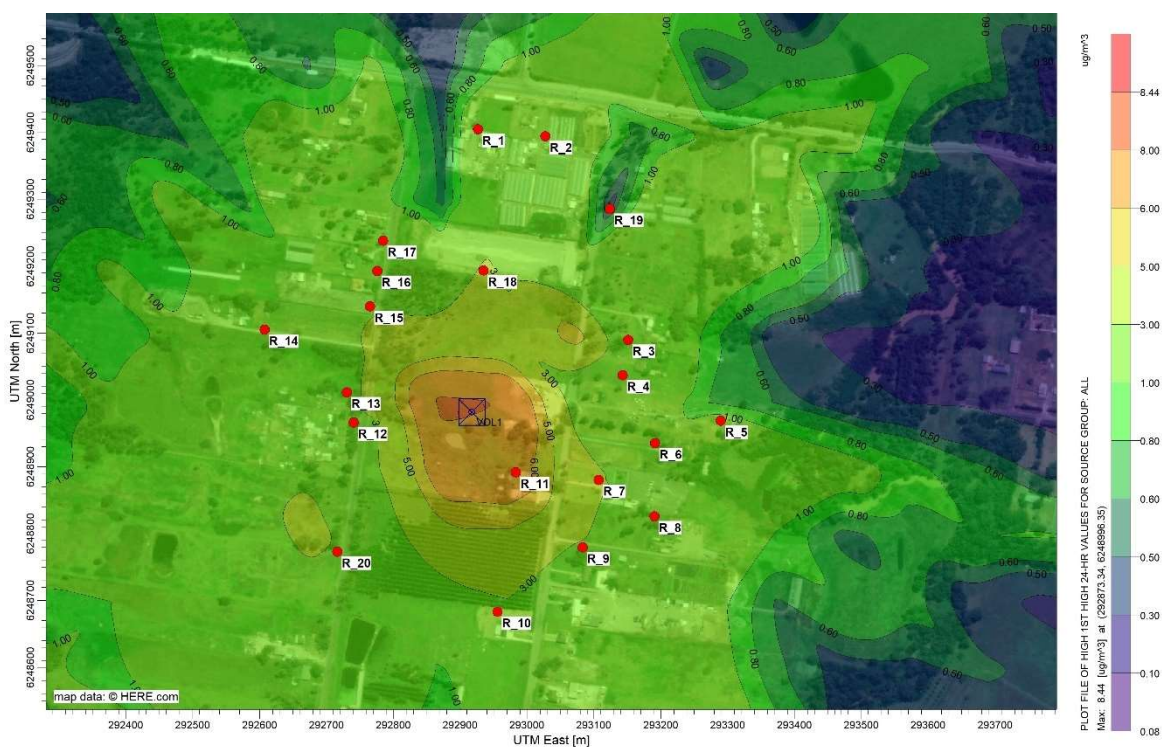 ug/m^3
8.44
8.00
6.00
5.00
3.00
1.00
0.80
0.60
0.50
0.30
0.10
0.08
PLOT FILE OF HIGH 1ST HIGH 24-HR VALUES FOR SOURCE GROUP: ALL
Max: 8.44 [ug/m^3] at (292873.34, 6248996.35)
UTM North [m]
6249500
6249400
6249300
6249200
6249100
6249000
6248900
6248800
6248700
6248600
R_1
R_2
R_19
R_17
R_16
R_18
R_15
R_14
R_3
R_4
R_13
VOL1
R_12
R_5
R_6
R_11
R_7
R_8
R_9
R_20
R_10
0.50
0.60
0.80
1.00
3.00
5.00
6.00
map data: © HERE.com
292400
292500
292600
292700
292800
292900
293000
293100
293200
293300
293400
293500
293600
293700
UTM East [m]